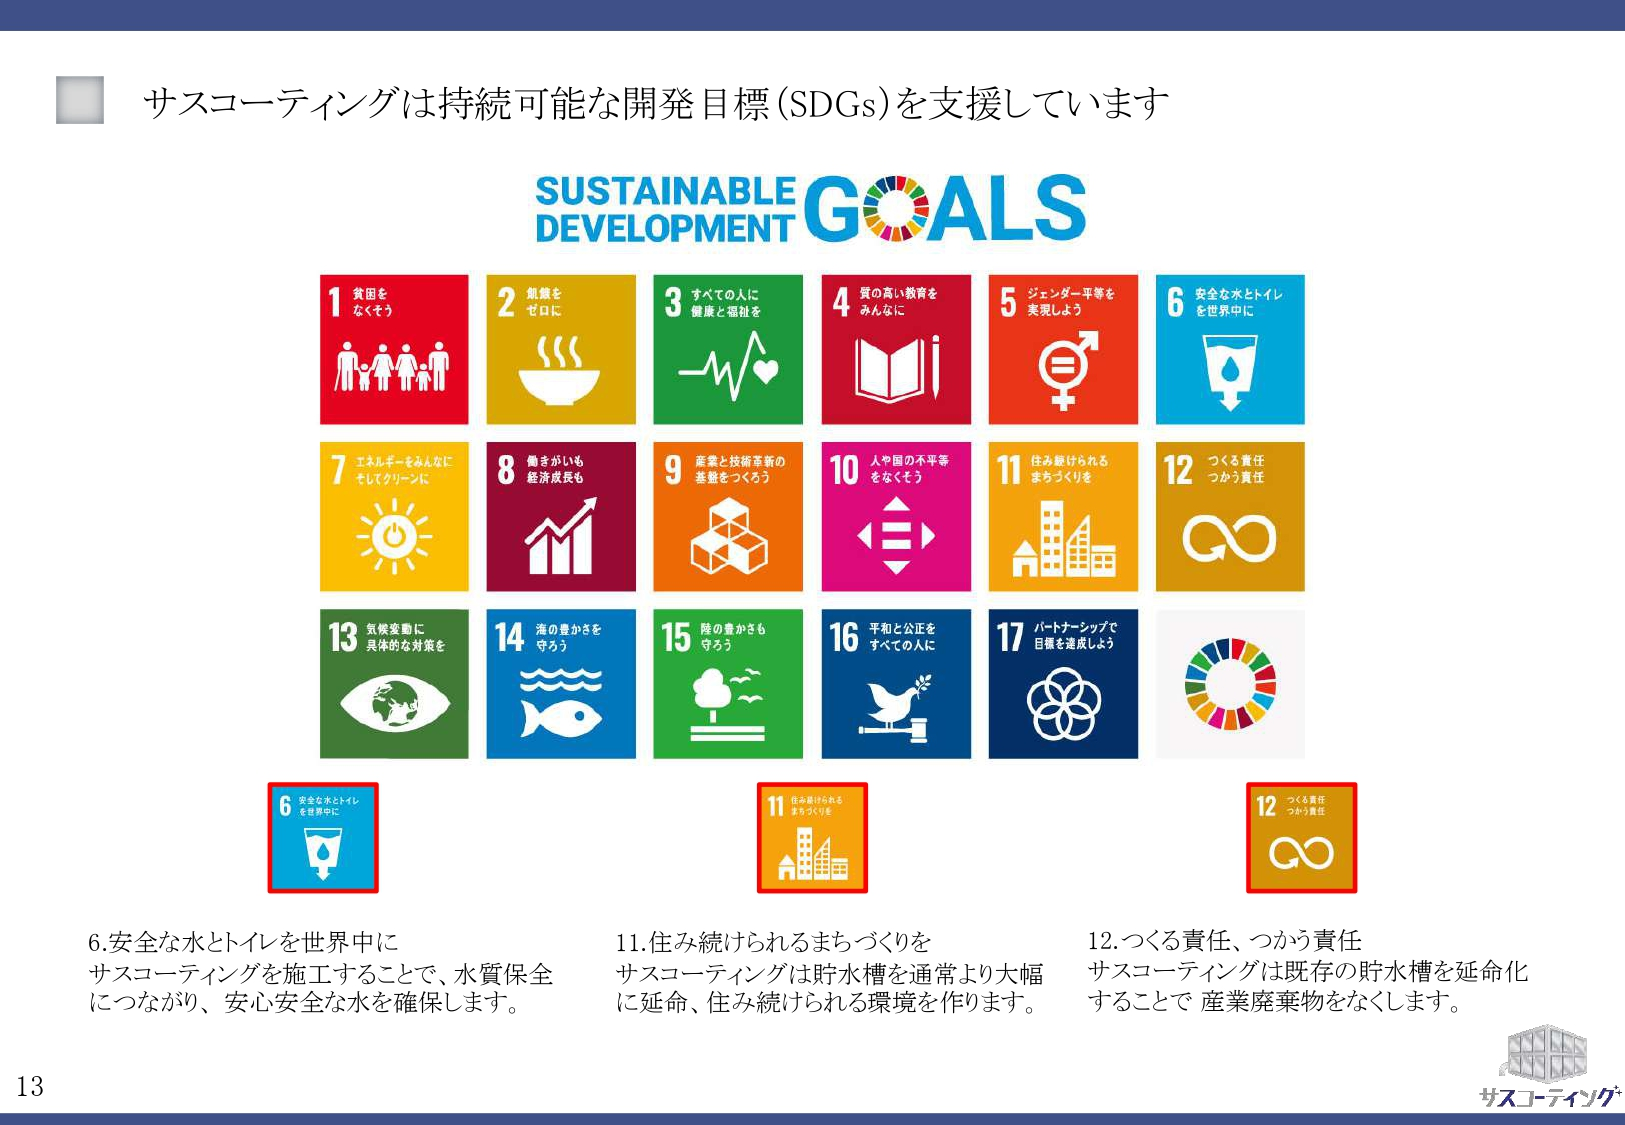 サスコーティングは持続可能な開発目標(SDGs)を支援しています
SUSTAINABLE
DEVELOPMENT
GOALS
1 貧困を
なくそう
2 飢餓を
ゼロに
3 すべての人に
健康と福祉を
4 質の高い教育を
みんなに
5 ジェンダー平等を
実現しよう
6 安全な水とトイレ
を世界中に
7 エネルギーをみんなに
そしてクリーンに
8 働きがいも
経済成長も
9 産業と技術革新の
基盤をつくろう
10 人や国の不平等
をなくそう
11 住み続けられる
まちづくりを
12 つくる責任
つかう責任
13 気候変動に
具体的な対策を
14 海の豊かさを
守ろう
15 陸の豊かさも
守ろう
16 平和と公正を
すべての人に
17 パートナーシップで
目標を達成しよう
6 安全な水とトイレ
を世界中に
11 住み続けられる
まちづくりを
12 つくる責任
つかう責任
6.安全な水とトイレを世界中に
サスコーティングを施工することで、水質保全
につながり、安心安全な水を確保します。
11.住み続けられるまちづくりを
サスコーティングは貯水槽を通常より大幅
に延命、住み続けられる環境を作ります。
12.つくる責任、つかう責任
サスコーティングは既存の貯水槽を延命化
することで 産業廃棄物をなくします。
サスコーティング
13